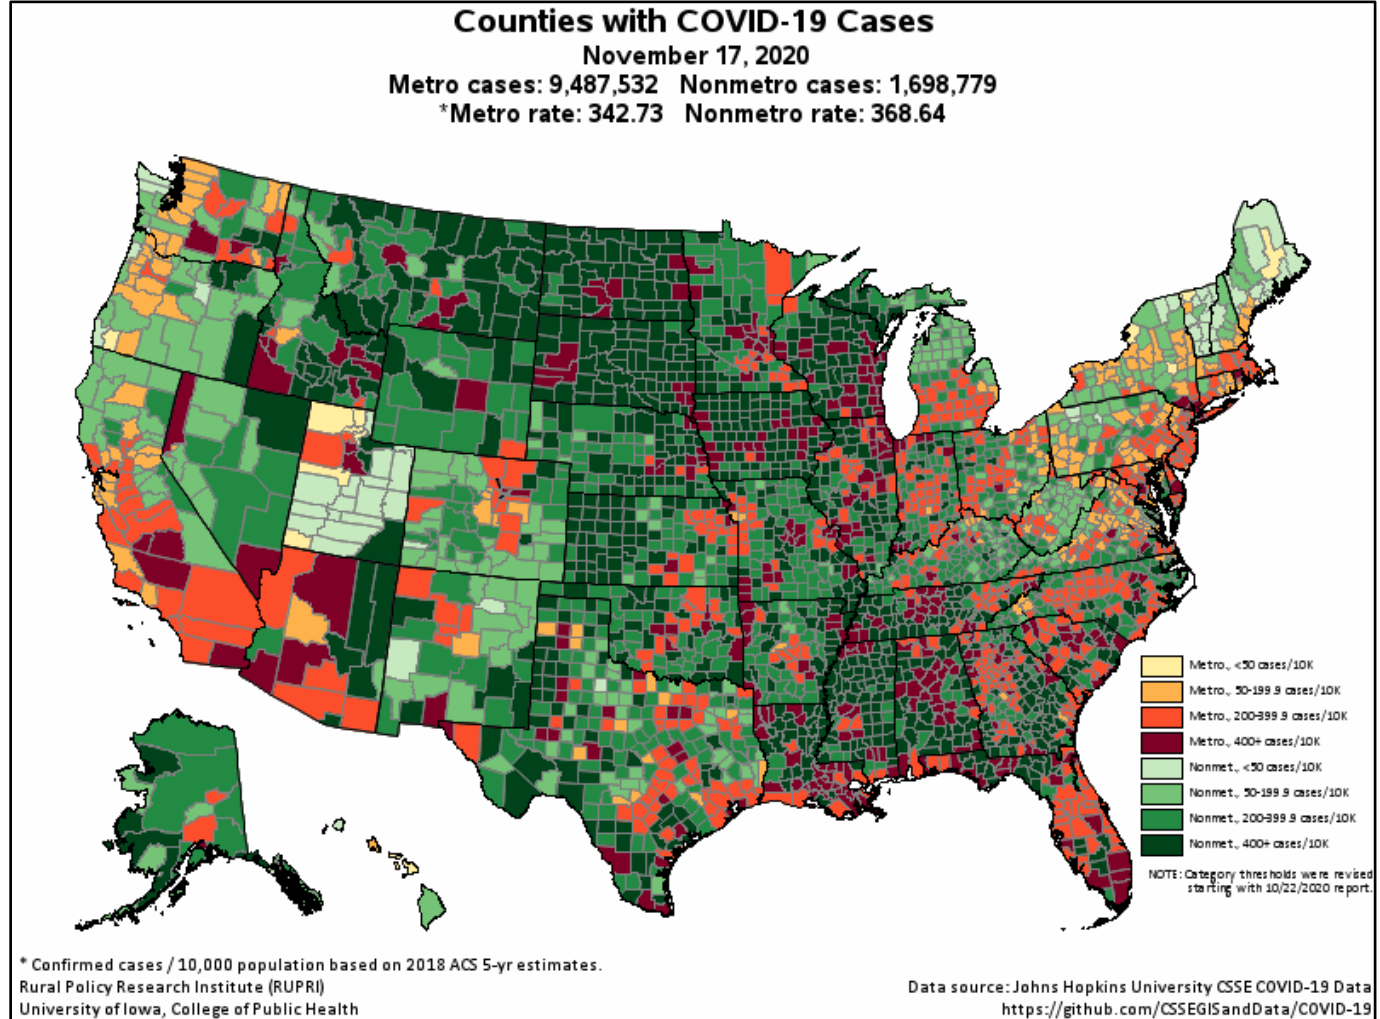 Counties with COVID-19 Cases
November 17, 2020
Metro cases: 9,487,532   Nonmetro cases: 1,698,779
*Metro rate: 342.73   Nonmetro rate: 368.64
Metro., <50 cases/10K
Metro., 50-199.9 cases/10K
Metro., 200-399.9 cases/10K
Metro., 400+ cases/10K
Nonmet., <50 cases/10K
Nonmet., 50-199.9 cases/10K
Nonmet., 200-399.9 cases/10K
Nonmet., 400+ cases/10K
NOTE: Category thresholds were revised
starting with 10/22/2020 report.
* Confirmed cases / 10,000 population based on 2018 ACS 5-yr estimates.
Rural Policy Research Institute (RUPRI)
University of Iowa, College of Public Health
Data source: Johns Hopkins University CSSE COVID-19 Data
https://github.com/CSSEGISandData/COVID-19